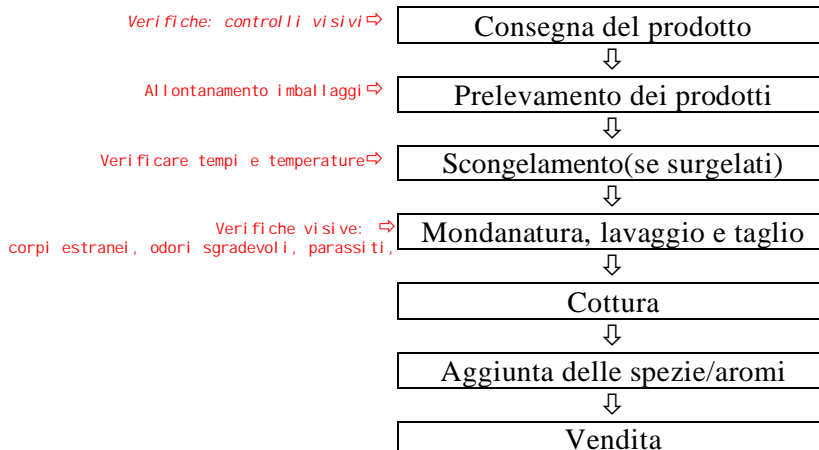 Verifiche: controlli visivi⇨ Consegna del prodotto
⇩
Allontanamento imballaggi⇨ Prelevamento dei prodotti
⇩
Verificare tempi e temperature⇨ Scongelamento(se surgelati)
⇩
Verifiche visive: ⇨ Mondanatura, lavaggio e taglio
corpi estranei, odori sgradevoli, parassiti,
⇩
Cottura
⇩
Aggiunta delle spezie/aromi
⇩
Vendita